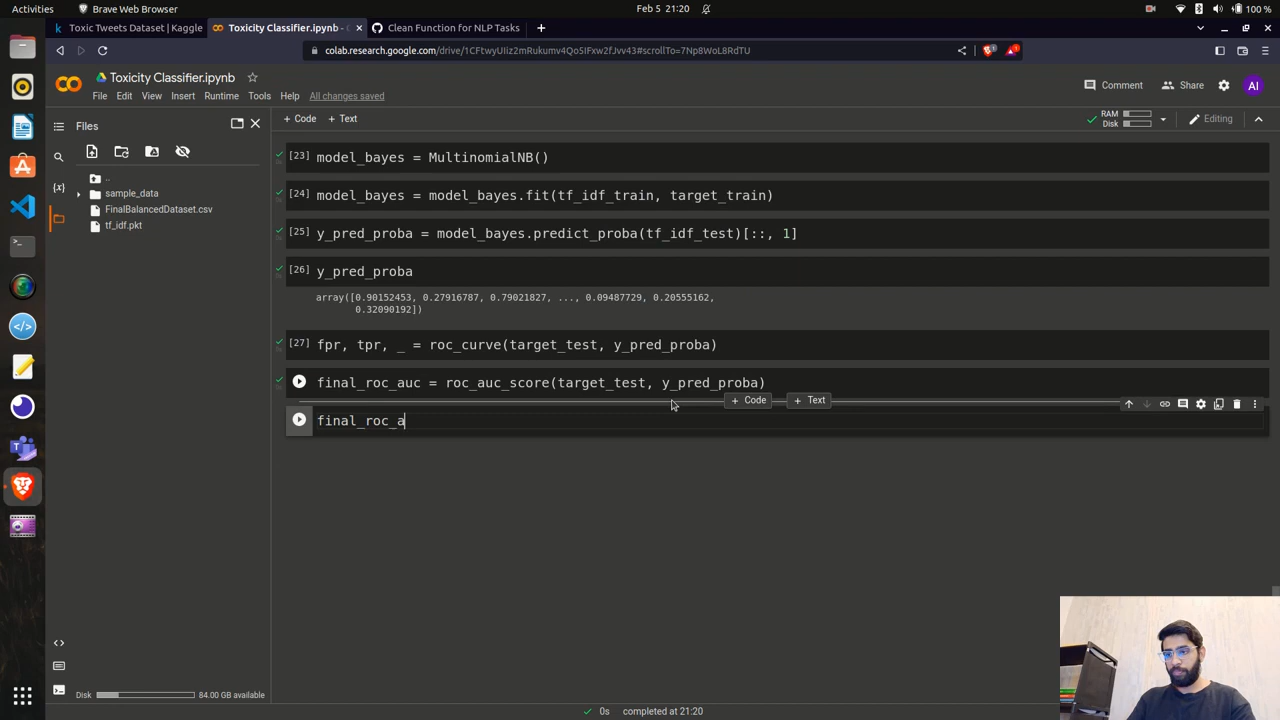 Activities
Brave Web Browser
Feb 5 21:20
100 %
Toxic Tweets Dataset | Kaggle
Toxicity Classifier.ipynb -
Clean Function for NLP Tasks
colab.research.google.com/drive/1CFtwyUIiz2mRukumv4Qo5IFxw2fJvv43#scrollTo=7Np8WoL8RdTU
Toxicity Classifier.ipynb
File Edit View Insert Runtime Tools Help All changes saved
Comment
Share
AI
Files
+ Code + Text
RAM
Disk
Editing
..
sample_data
FinalBalancedDataset.csv
tf_idf.pkt
[23] model_bayes = MultinomialNB()
[24] model_bayes = model_bayes.fit(tf_idf_train, target_train)
[25] y_pred_proba = model_bayes.predict_proba(tf_idf_test)[::, 1]
[26] y_pred_proba
array([0.90152453, 0.27916787, 0.79021827, ..., 0.09487729, 0.20555162,
0.32090192])
[27] fpr, tpr, _ = roc_curve(target_test, y_pred_proba)
final_roc_auc = roc_auc_score(target_test, y_pred_proba)
+ Code + Text
final_roc_a
Disk
84.00 GB available
0s completed at 21:20